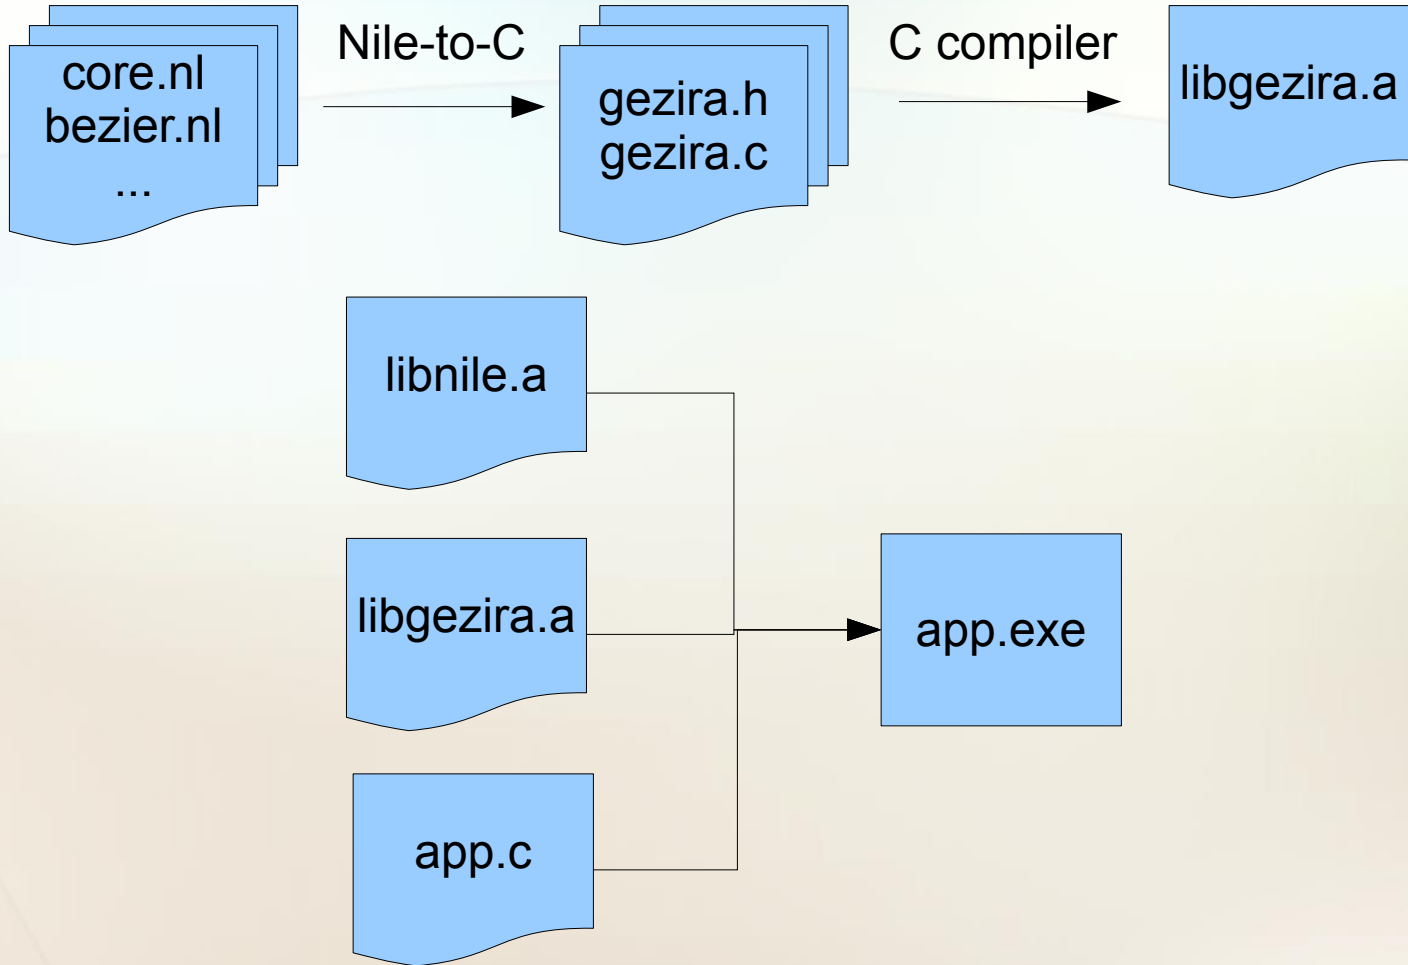 core.nl
bezier.nl
...
Nile-to-C
gezira.h
gezira.c
C compiler
libgezira.a
libnile.a
libgezira.a
app.c
app.exe